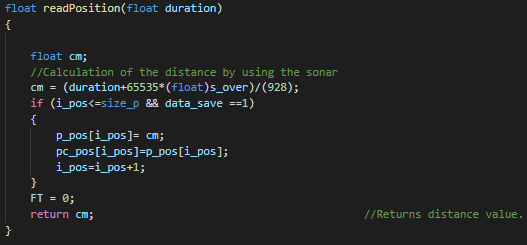 float readPosition(float duration)
{
float cm;
//Calculation of the distance by using the sonar
cm = (duration+65535*(float)s_over)/(928);
if (i_pos<=size_p && data_save ==1)
{
p_pos[i_pos]= cm;
pc_pos[i_pos]=p_pos[i_pos];
i_pos=i_pos+1;
}
FT = 0;
return cm; //Returns distance value.
}